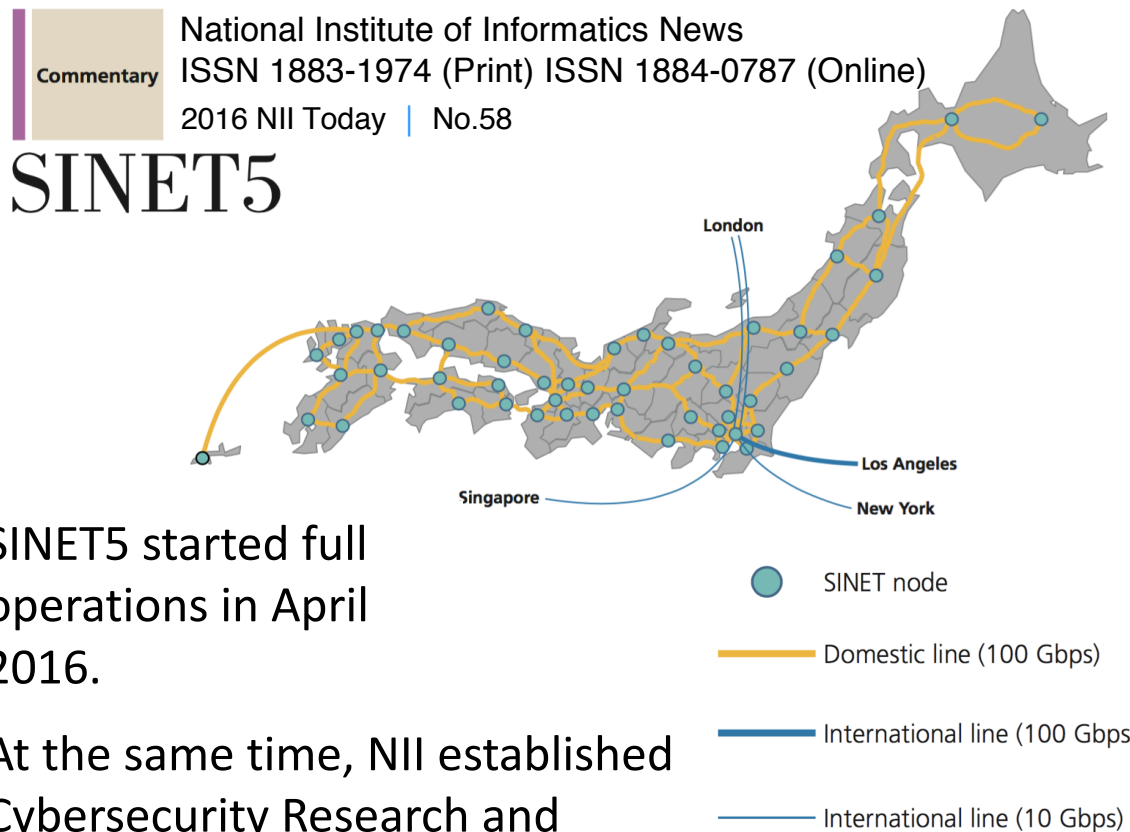 Commentary
National Institute of Informatics News
ISSN 1883-1974 (Print) ISSN 1884-0787 (Online)
2016 NII Today | No.58
SINET5
London
Los Angeles
Singapore
New York
SINET5 started full
operations in April
2016.
At the same time, NII established
Cybersecurity Research and
SINET node
Domestic line (100 Gbps)
International line (100 Gbps
International line (10 Gbps)